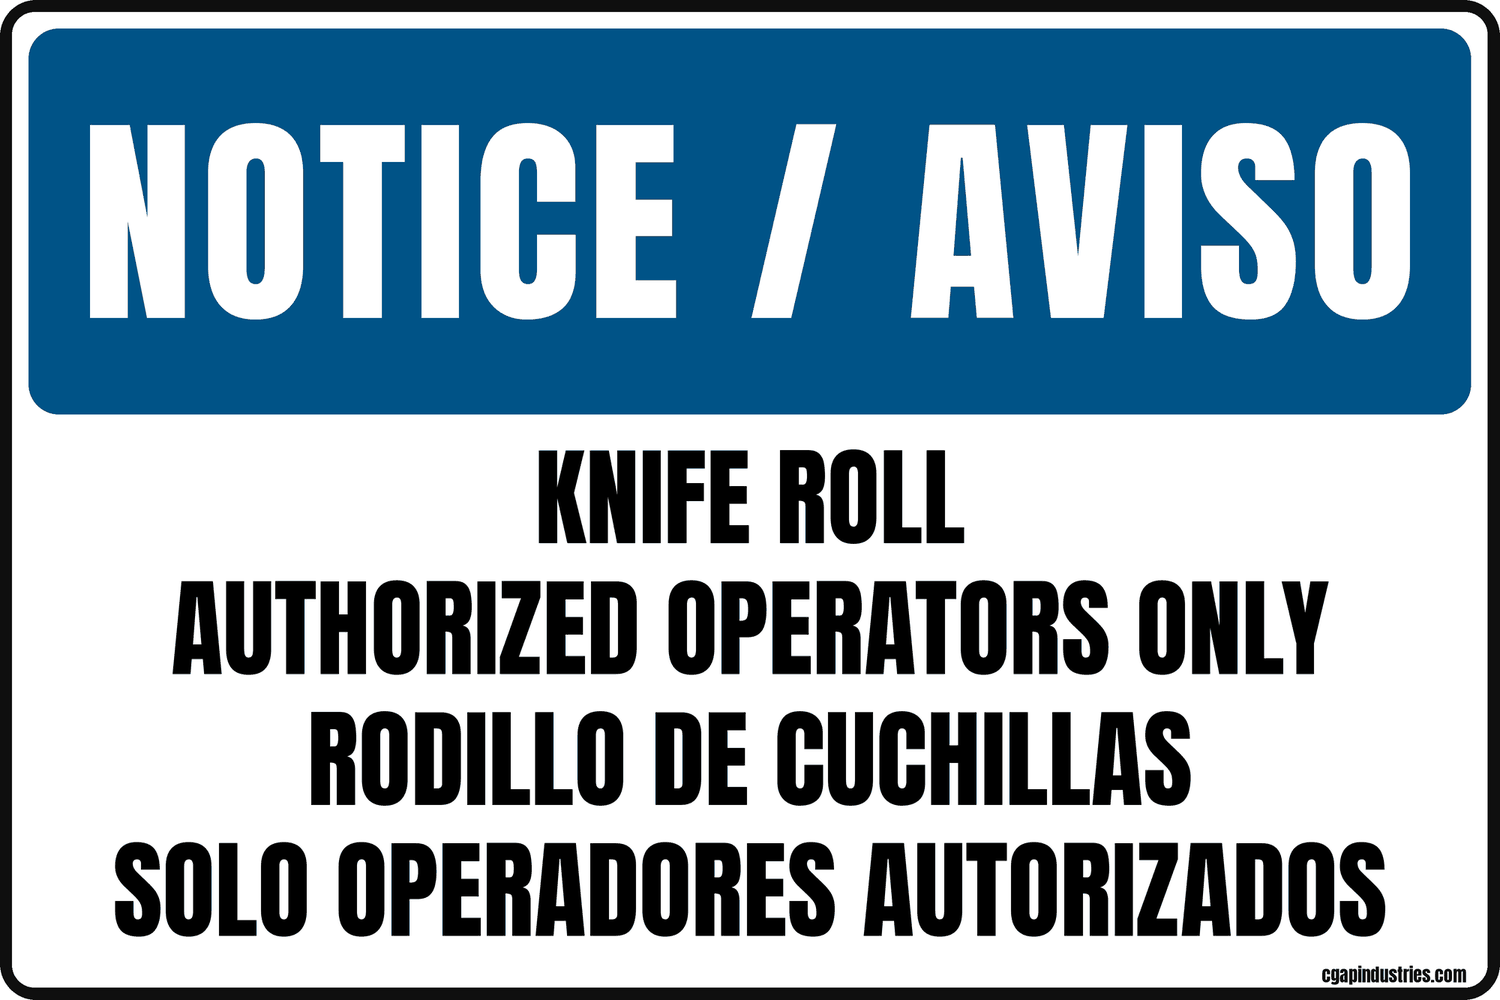 NOTICE / AVISO
KNIFE ROLL
AUTHORIZED OPERATORS ONLY
RODILLO DE CUCHILLAS
SOLO OPERADORES AUTORIZADOS
cgapindustries.com